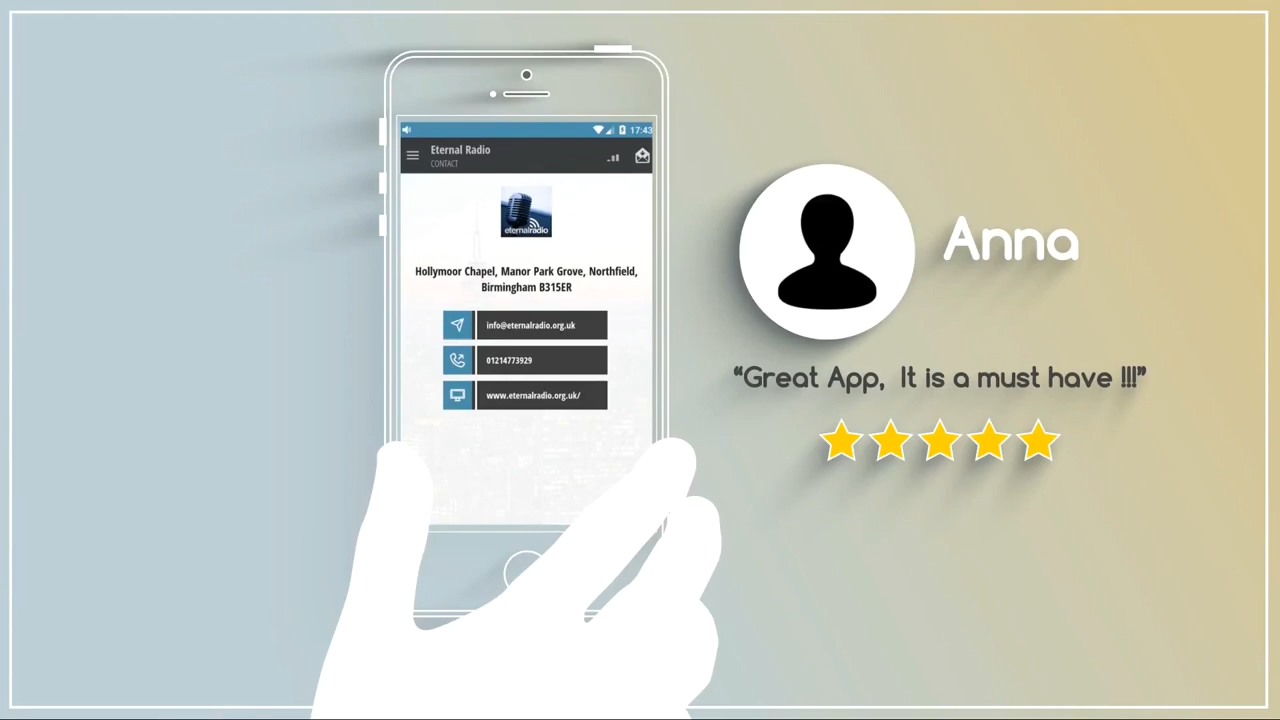 17:43
Eternal Radio
CONTACT
eternalradio
Hollymoor Chapel, Manor Park Grove, Northfield,
Birmingham B315ER
info@eternalradio.org.uk
01214773929
www.eternalradio.org.uk/
Anna
“Great App, It is a must have !!!”